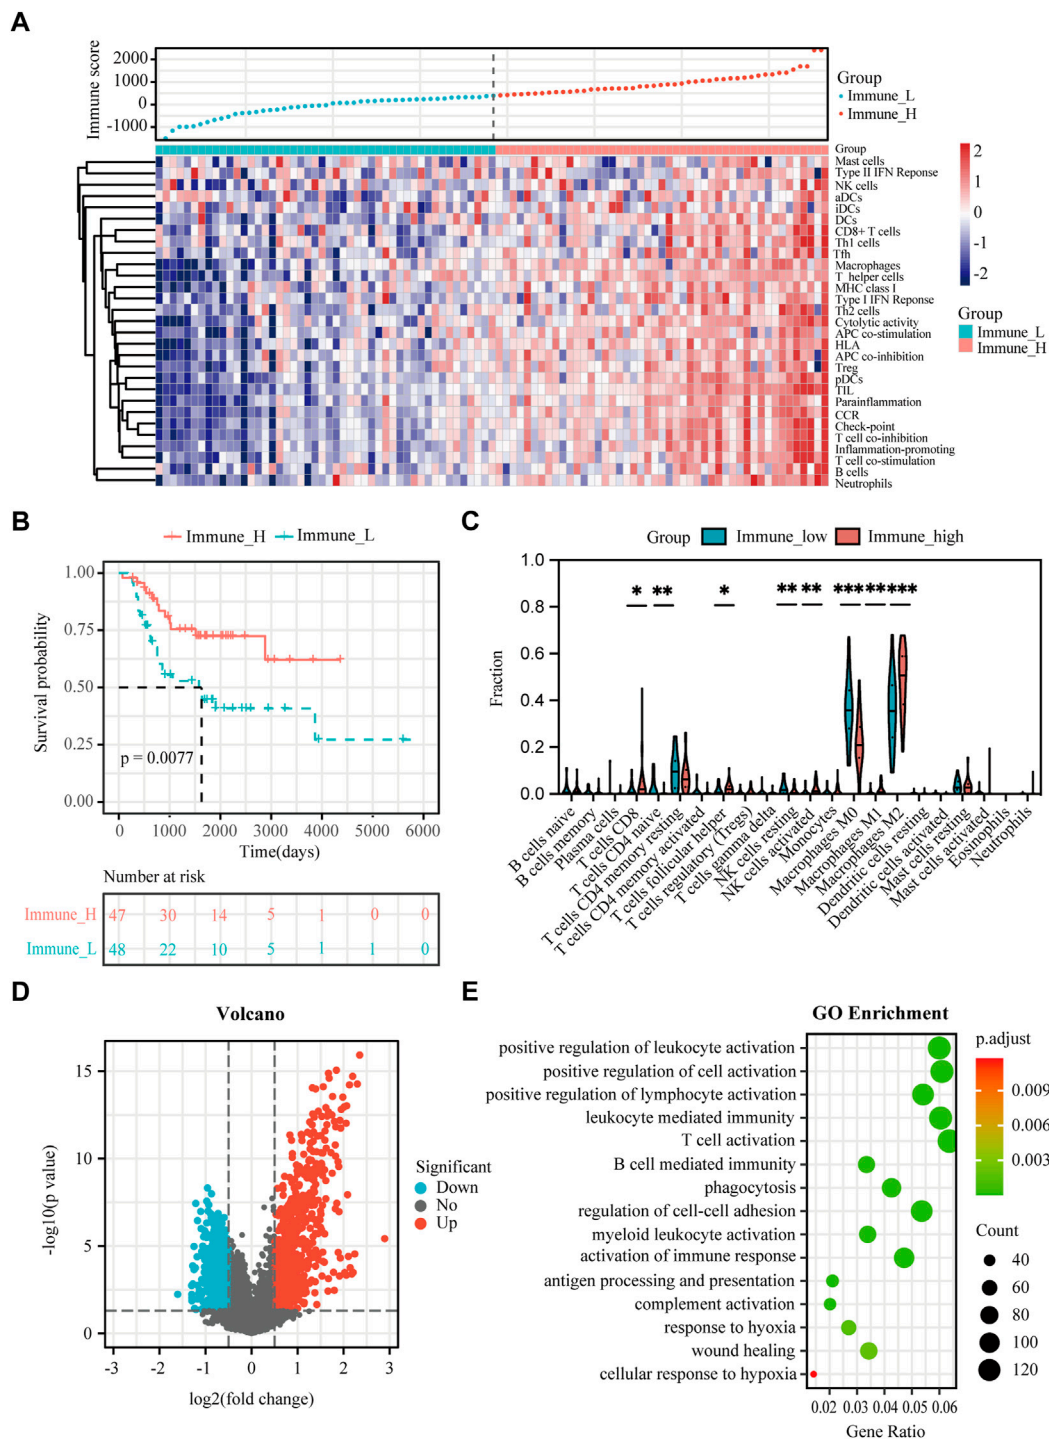 A
Immune score
2000
1000
0
-1000
Group
Immune_L
Immune_H
Group
Mast cells
Type II IFN Reponse
NK cells
aDCs
iDCs
DCs
CD8+ T cells
Th1 cells
Tfh
Macrophages
T_helper cells
MHC class I
Type I IFN Reponse
Th2 cells
Cytolytic activity
APC co-stimulation
HLA
APC co-inhibition
Treg
pDCs
TIL
Parainflammation
CCR
Check-point
T cell co-inhibition
Inflammation-promoting
T cell co-stimulation
B cells
Neutrophils
2
1
0
-1
-2
Group
Immune_L
Immune_H
B
Immune_H Immune_L
Survival probability
1.00
0.75
0.50
0.25
0.00
p = 0.0077
0 1000 2000 3000 4000 5000 6000
Time(days)
Number at risk
Immune_H 47 30 14 5 1 0 0
Immune_L 48 22 10 5 1 1 0
C
Group Immune_low Immune_high
Fraction
1.0
0.8
0.6
0.4
0.2
0.0
* ** * ** ** *** ** ***
B cells naive
B cells memory
Plasma cells
T cells CD8
T cells CD4 naive
T cells CD4 memory resting
T cells CD4 memory activated
T cells follicular helper
T cells regulatory (Tregs)
T cells gamma delta
NK cells resting
NK cells activated
Monocytes
Macrophages M0
Macrophages M1
Macrophages M2
Dendritic cells resting
Dendritic cells activated
Mast cells resting
Mast cells activated
Eosinophils
Neutrophils
D
Volcano
-log10(p value)
15
10
5
0
-3 -2 -1 0 1 2 3
log2(fold change)
Significant
Down
No
Up
E
GO Enrichment
positive regulation of leukocyte activation
positive regulation of cell activation
positive regulation of lymphocyte activation
leukocyte mediated immunity
T cell activation
B cell mediated immunity
phagocytosis
regulation of cell-cell adhesion
myeloid leukocyte activation
activation of immune response
antigen processing and presentation
complement activation
response to hyoxia
wound healing
cellular response to hypoxia
0.02 0.03 0.04 0.05 0.06
Gene Ratio
p.adjust
0.009
0.006
0.003
Count
40
60
80
100
120